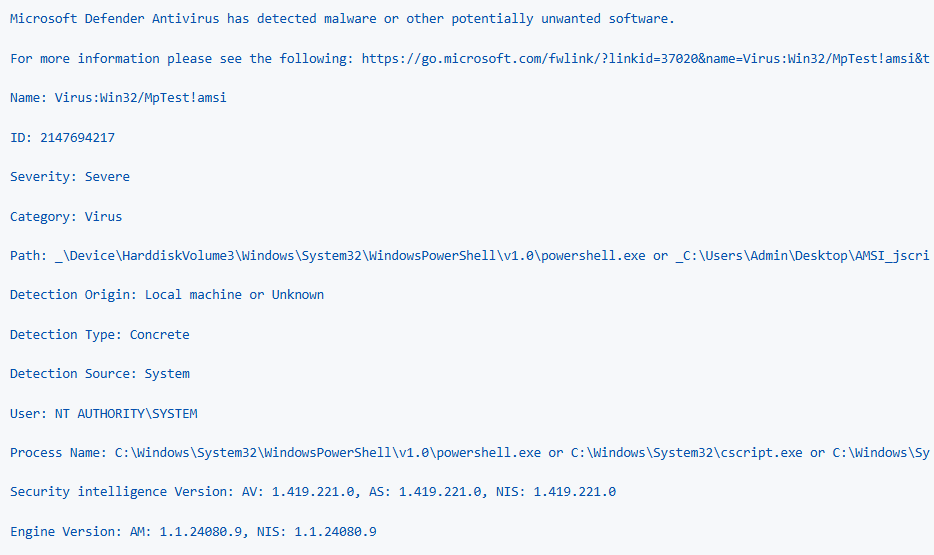 Microsoft Defender Antivirus has detected malware or other potentially unwanted software.
For more information please see the following: https://go.microsoft.com/fwlink/?linkid=37020&name=Virus:Win32/MpTest!amsi&t
Name: Virus:Win32/MpTest!amsi
ID: 2147694217
Severity: Severe
Category: Virus
Path: _\Device\HarddiskVolume3\Windows\System32\WindowsPowerShell\v1.0\powershell.exe or _C:\Users\Admin\Desktop\AMSI_jscri
Detection Origin: Local machine or Unknown
Detection Type: Concrete
Detection Source: System
User: NT AUTHORITY\SYSTEM
Process Name: C:\Windows\System32\WindowsPowerShell\v1.0\powershell.exe or C:\Windows\System32\cscript.exe or C:\Windows\Sy
Security intelligence Version: AV: 1.419.221.0, AS: 1.419.221.0, NIS: 1.419.221.0
Engine Version: AM: 1.1.24080.9, NIS: 1.1.24080.9